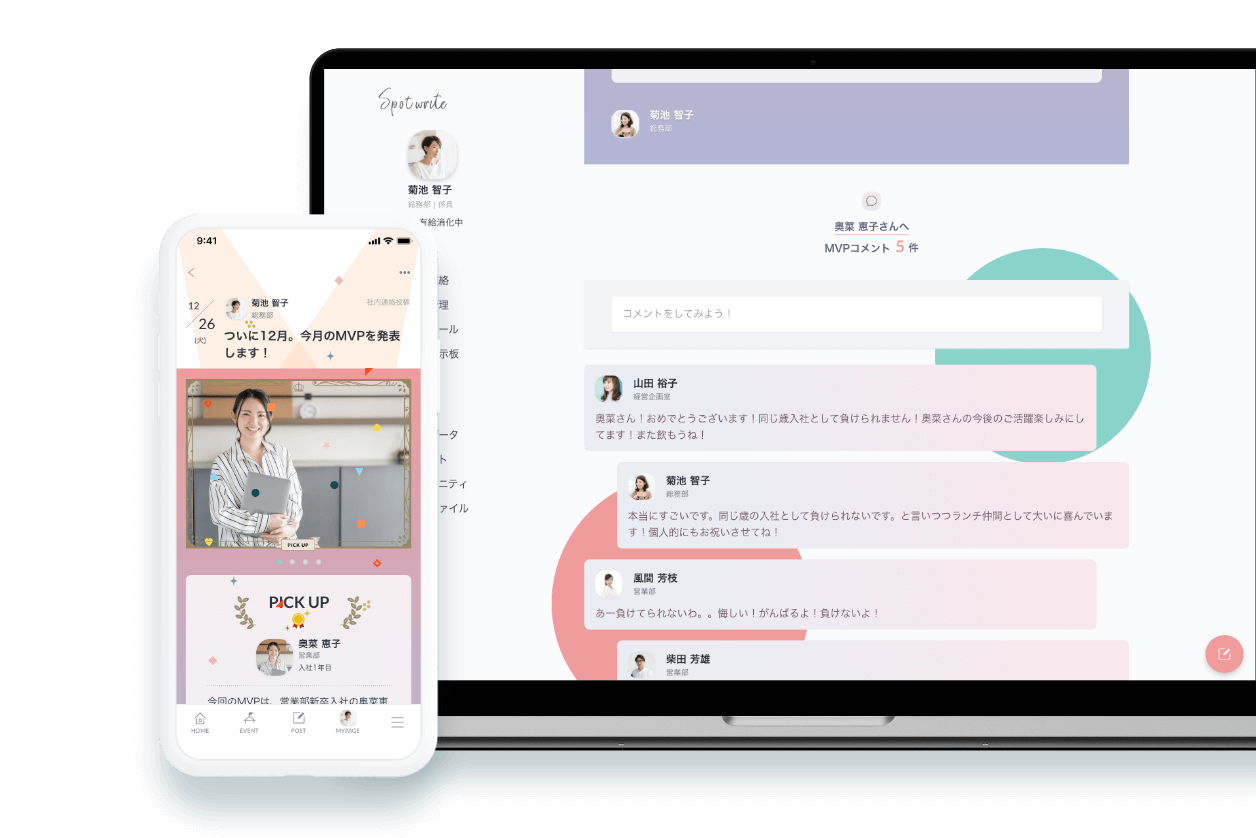 Spotwrite
菊池 智子
総務部 | 係長
有給消化中
絡
理
ール
示板
ータ
ト
ニティ
ァイル
菊池 智子
総務部
奥菜 恵子さんへ
MVPコメント 5 件
コメントをしてみよう！
山田 裕子
経営企画室
奥菜さん！おめでとうございます！同じ歳入社として負けられません！奥菜さんの今後のご活躍楽しみにし
てます！また飲もうね！
菊池 智子
総務部
本当にすごいです。同じ歳の入社として負けられないです。と言いつつランチ仲間として大いに喜んでいま
す！個人的にもお祝いさせてね！
風間 芳枝
営業部
あー負けてられないわ。。悔しい！がんばるよ！負けないよ！
柴田 芳雄
営業部
9:41
12
26
(火)
菊池 智子
総務部
社内連絡投稿
ついに12月。今月のMVPを発表
します！
PICK UP
PICK UP
奥菜 恵子
営業部
入社1年目
今回のMVPは、営業部新卒入社の奥菜恵
HOME
EVENT
POST
MYPAGE